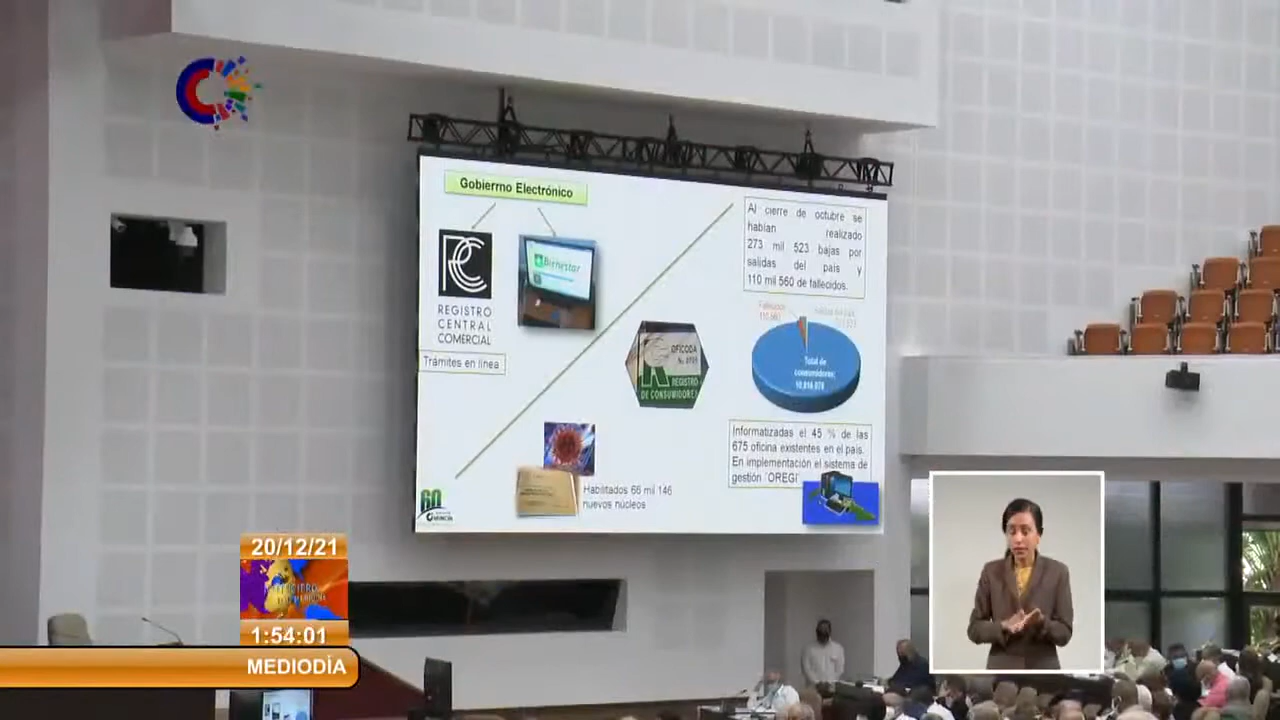 Gobierrno Electrónico
REGISTRO
CENTRAL
COMERCIAL
Trámites en línea
Bienestar
Al cierre de octubre se
habían realizado
273 mil 523 bajas por
salidas del país y
110 mil 560 de fallecidos.
OFICODA
REGISTRO
DE CONSUMIDORES
Total de
consumidores;
Informatizadas el 45 % de las
675 oficina existentes en el país.
En implementación el sistema de
gestión ¨OREGI¨
Habilitados 66 mil 146
nuevos núcleos
60
20/12/21
1:54:01
MEDIODÍA